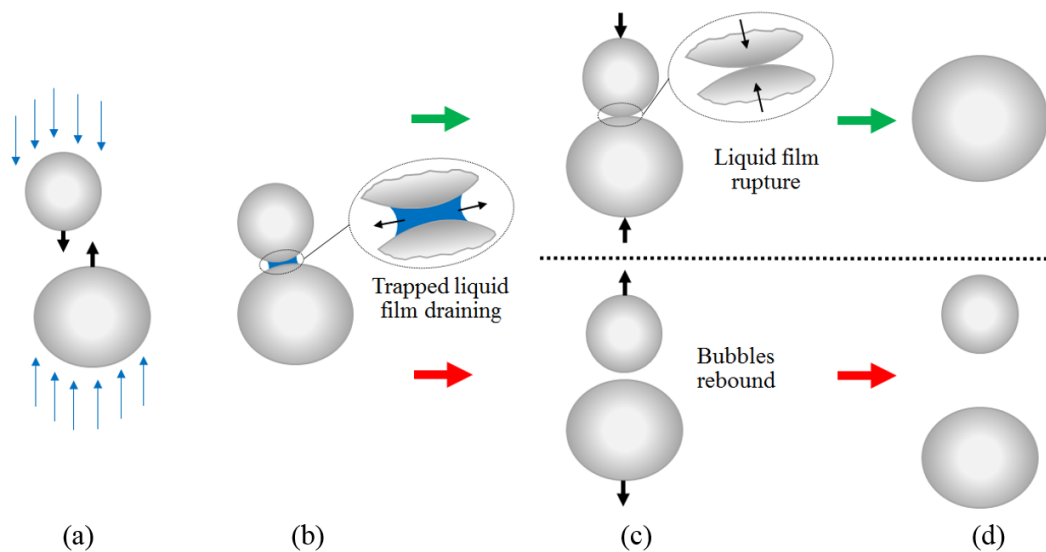 Liquid film
rupture
Trapped liquid
film draining
Bubbles
rebound
(a)
(b)
(c)
(d)